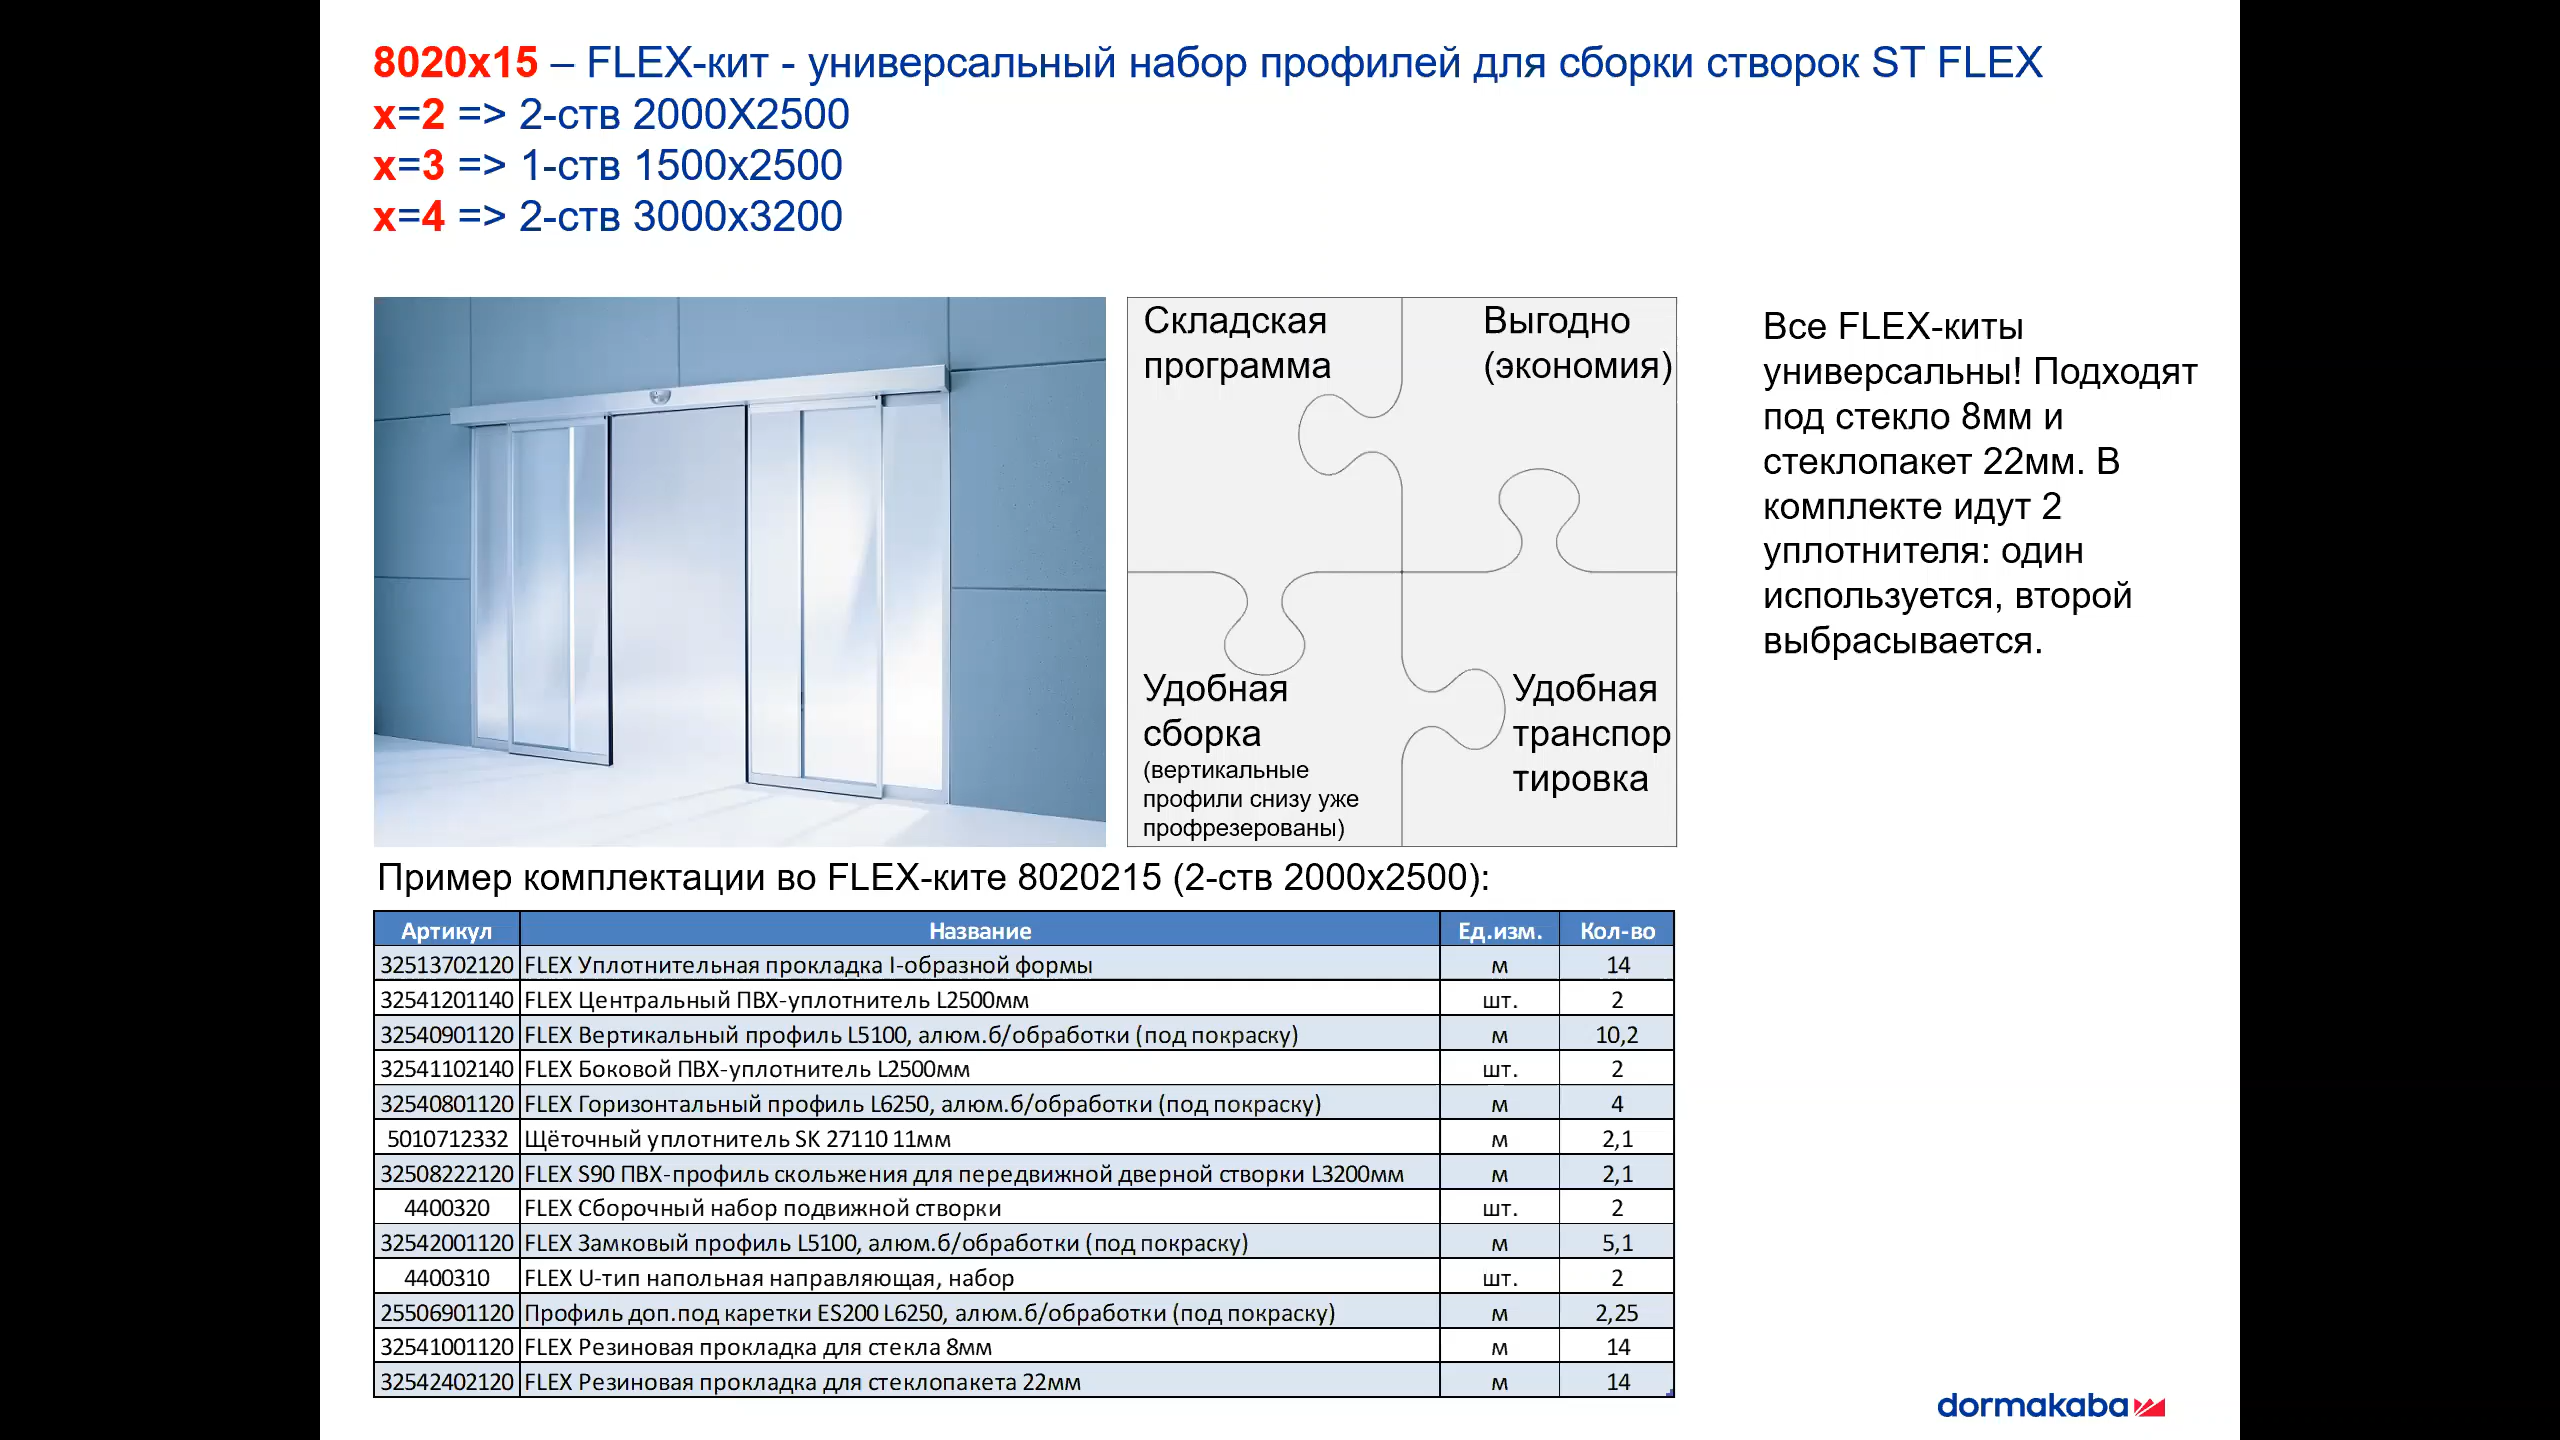 8020x15 – FLEX-кит - универсальный набор профилей для сборки створок ST FLEX
x=2 => 2-ств 2000X2500
x=3 => 1-ств 1500x2500
x=4 => 2-ств 3000x3200
Складская
программа
Выгодно
(экономия)
Удобная
сборка
(вертикальные
профили снизу уже
профрезерованы)
Удобная
транспор
тировка
Все FLEX-киты
универсальны! Подходят
под стекло 8мм и
стеклопакет 22мм. В
комплекте идут 2
уплотнителя: один
используется, второй
выбрасывается.
Пример комплектации во FLEX-ките 8020215 (2-ств 2000x2500):
Артикул Название Ед.изм. Кол-во
32513702120 FLEX Уплотнительная прокладка I-образной формы м 14
32541201140 FLEX Центральный ПВХ-уплотнитель L2500мм шт. 2
32540901120 FLEX Вертикальный профиль L5100, алюм.б/обработки (под покраску) м 10,2
32541102140 FLEX Боковой ПВХ-уплотнитель L2500мм шт. 2
32540801120 FLEX Горизонтальный профиль L6250, алюм.б/обработки (под покраску) м 4
5010712332 Щёточный уплотнитель SK 27110 11мм м 2,1
32508222120 FLEX S90 ПВХ-профиль скольжения для передвижной дверной створки L3200мм м 2,1
4400320 FLEX Сборочный набор подвижной створки шт. 2
32542001120 FLEX Замковый профиль L5100, алюм.б/обработки (под покраску) м 5,1
4400310 FLEX U-тип напольная направляющая, набор шт. 2
25506901120 Профиль доп.под каретки ES200 L6250, алюм.б/обработки (под покраску) м 2,25
32541001120 FLEX Резиновая прокладка для стекла 8мм м 14
32542402120 FLEX Резиновая прокладка для стеклопакета 22мм м 14
dormakaba